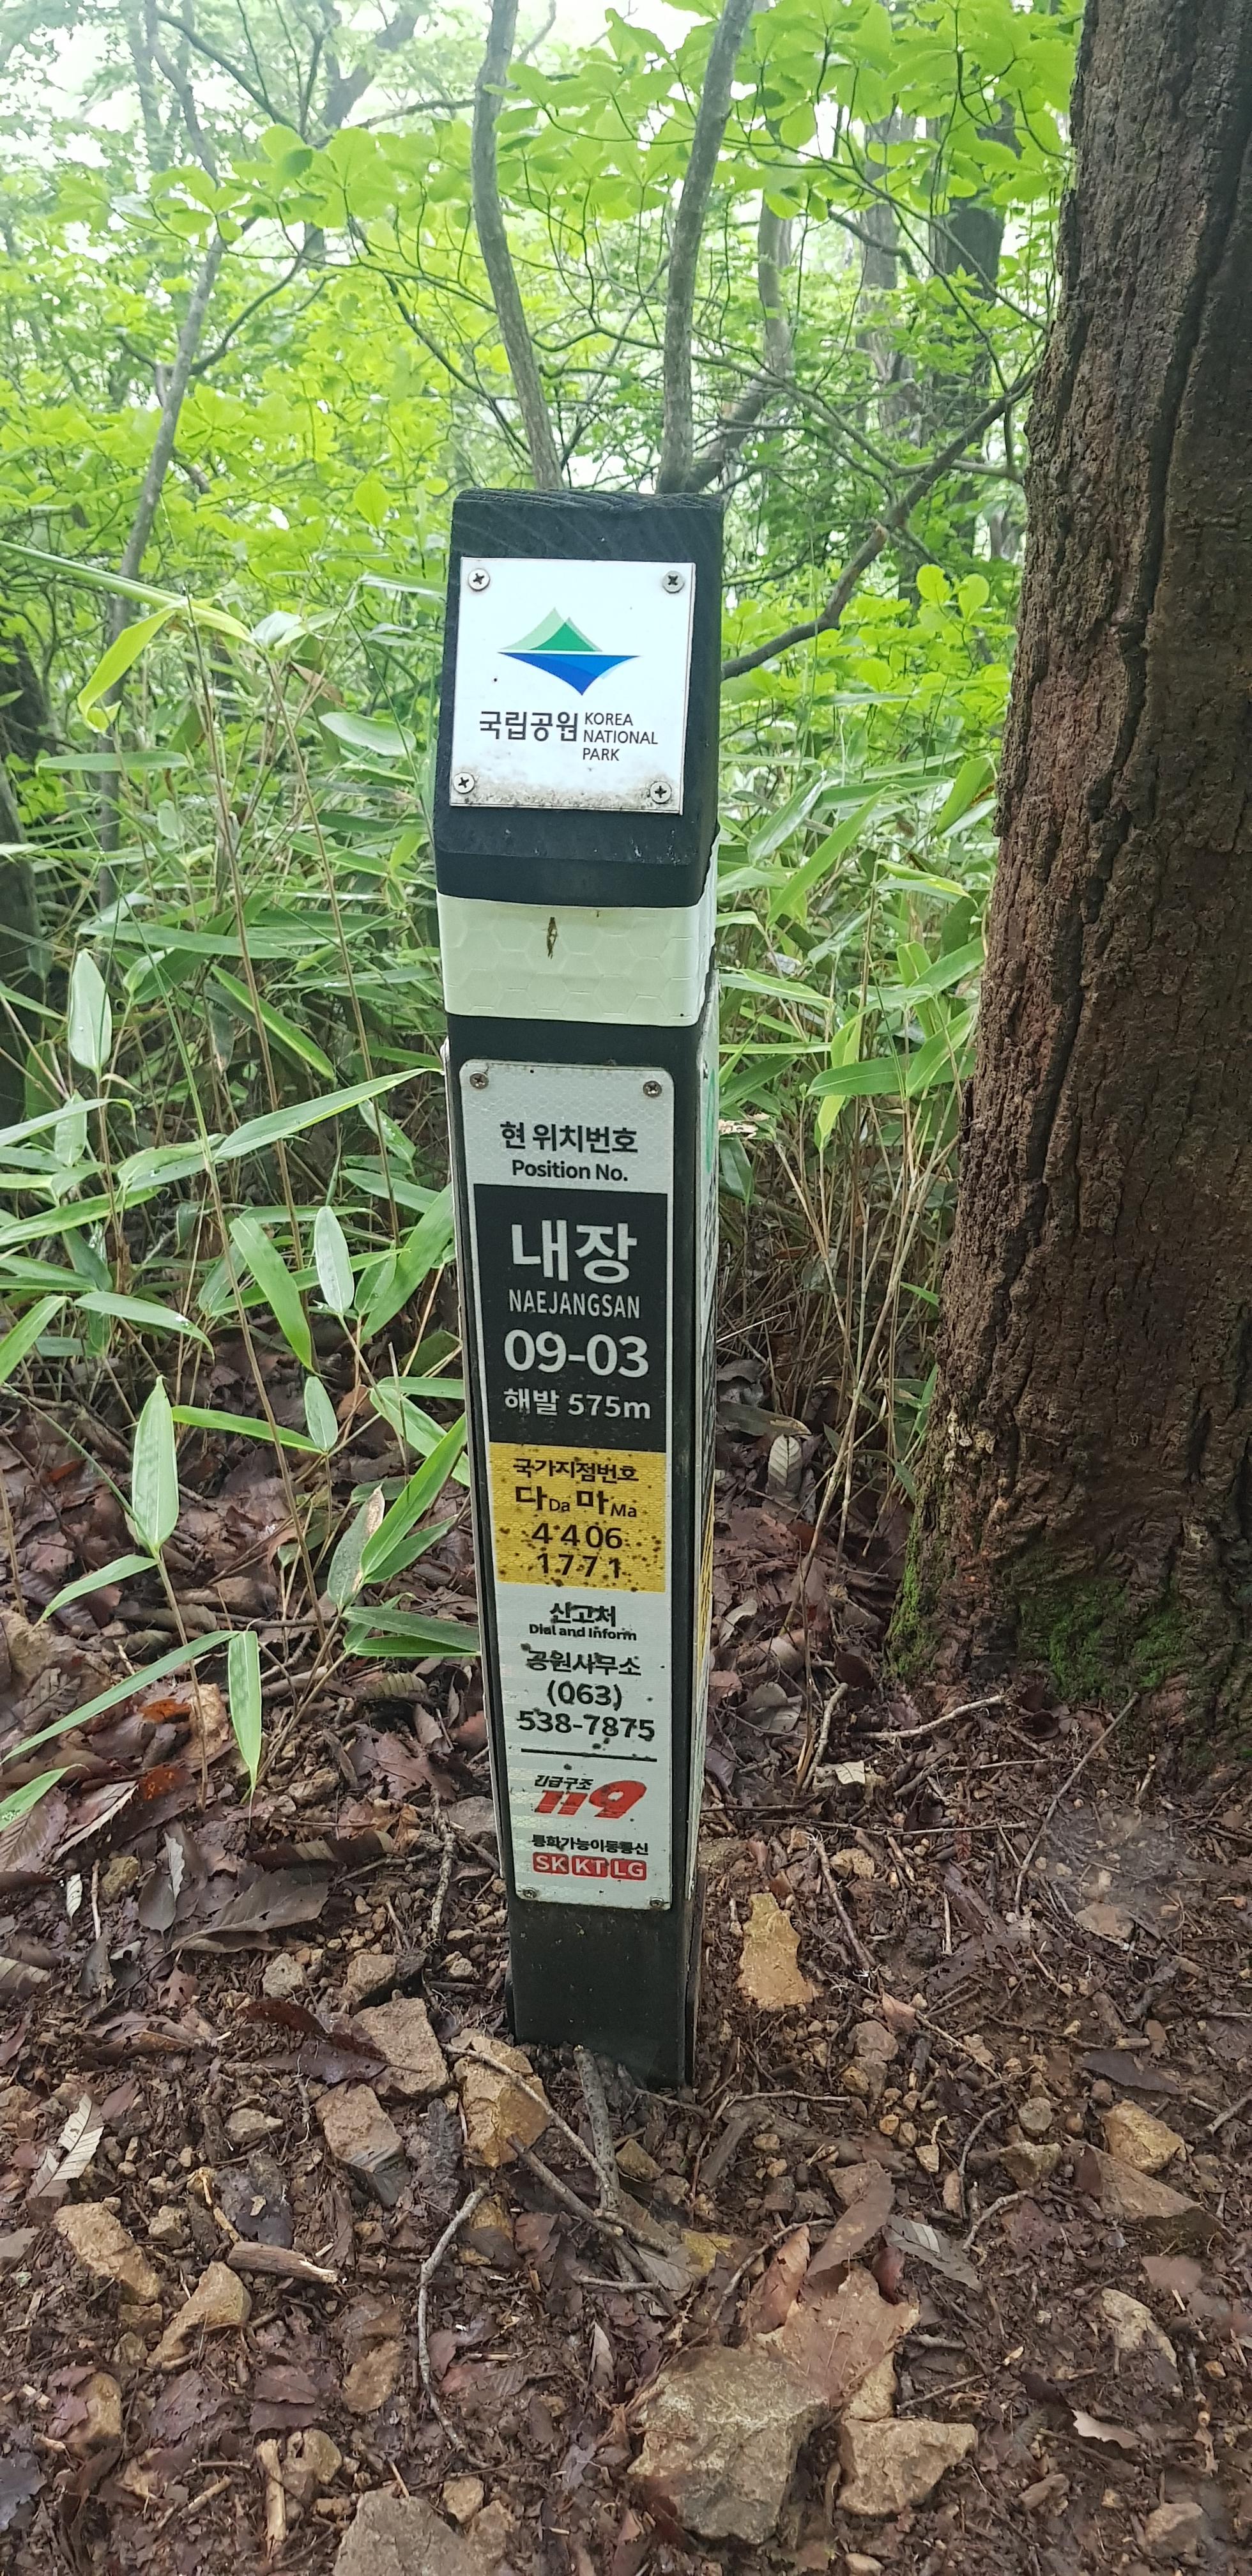 국립공원 KOREA
NATIONAL
PARK
현 위치번호
Position No.
내장
NAEJANGSAN
09-03
해발 575m
국가지점번호
다Da 마Ma
4406
1771
신고처
Dial and Inform
공원사무소
(063)
538-7875
긴급구조
119
통화가능이동통신
SK KT LG